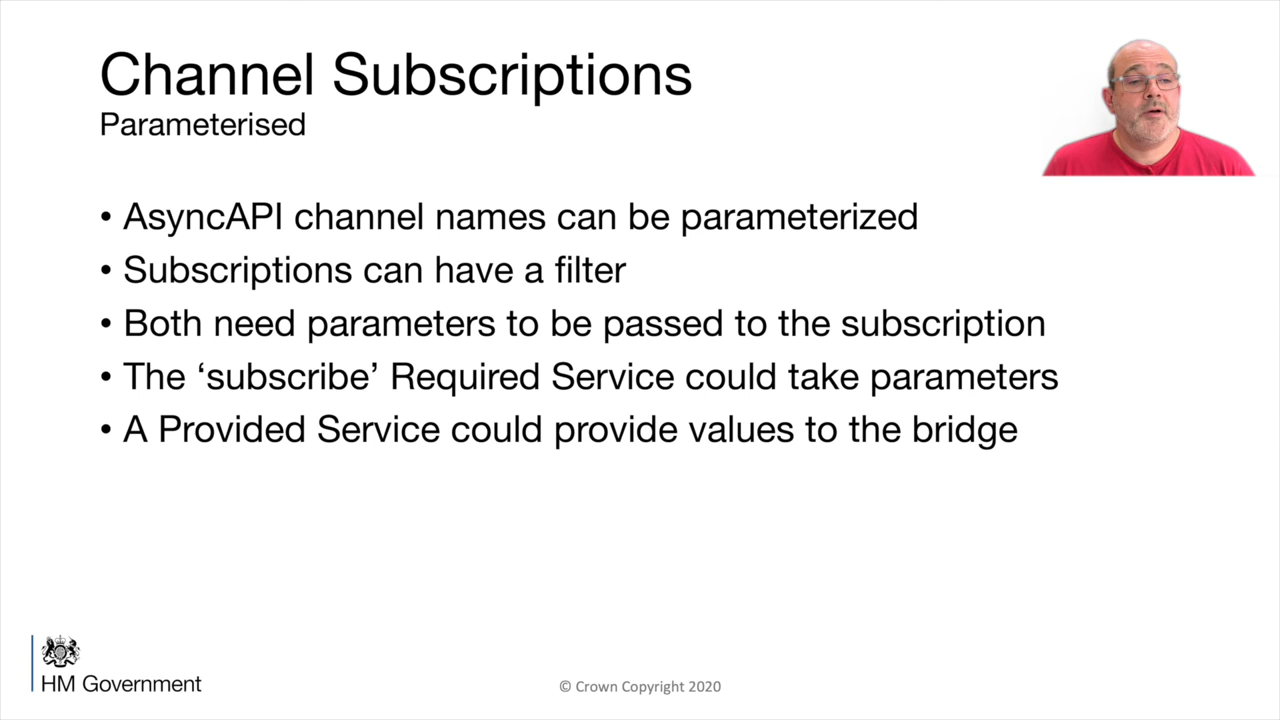 Channel Subscriptions
Parameterised
• AsyncAPI channel names can be parameterized
• Subscriptions can have a filter
• Both need parameters to be passed to the subscription
• The ‘subscribe’ Required Service could take parameters
• A Provided Service could provide values to the bridge
HM Government
© Crown Copyright 2020